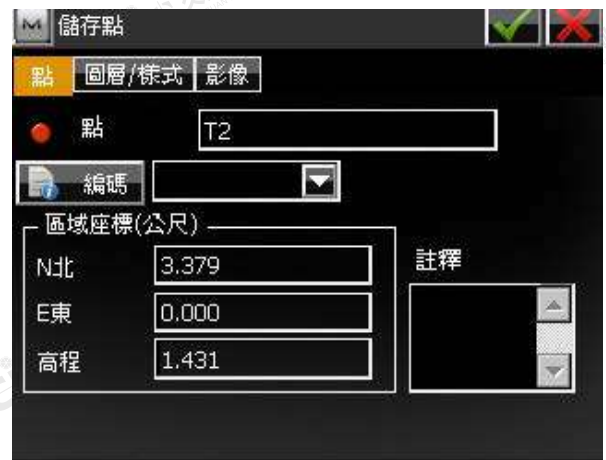 儲存點
點 圖層/樣式 影像
點 T2
編碼
區域座標(公尺)
N北 3.379
E東 0.000
高程 1.431
註釋